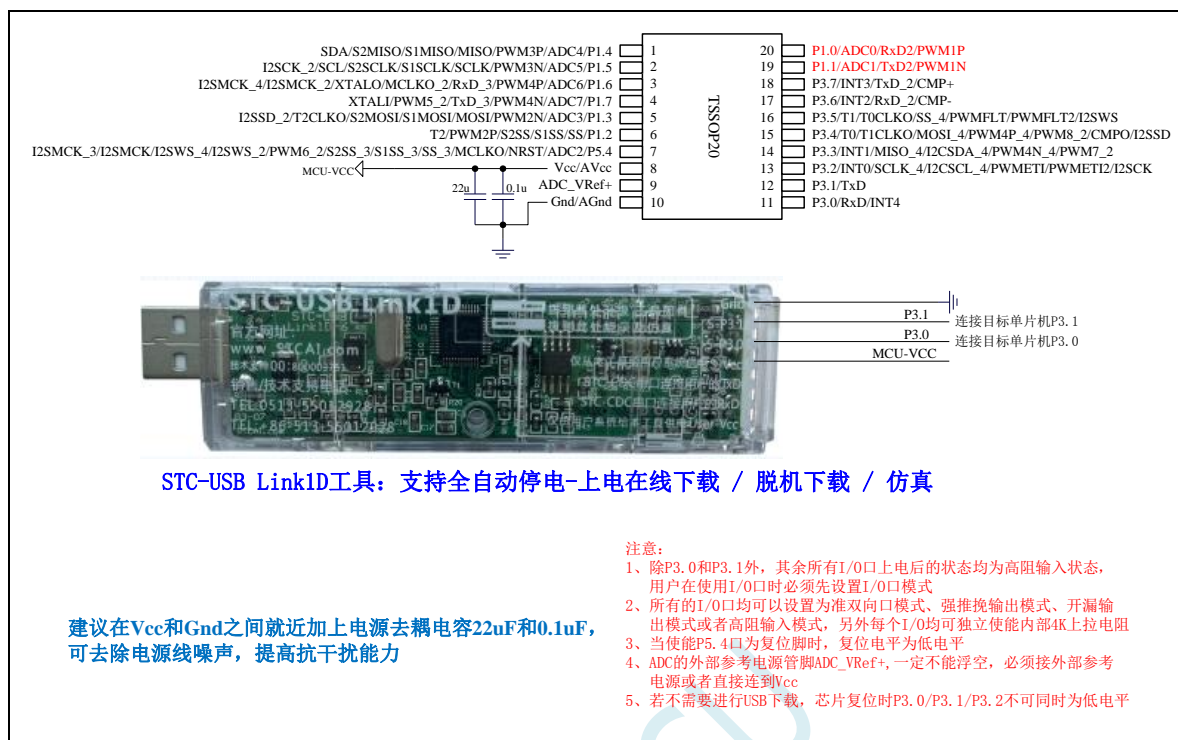 SDA/S2MISO/S1MISO/MISO/PWM3P/ADC4/P1.4 1
I2SCK_2/SCL/S2SCLK/S1SCLK/SCLK/PWM3N/ADC5/P1.5 2
I2SMCK_4/I2SMCK_2/XTALO/MCLKO_2/RxD_3/PWM4P/ADC6/P1.6 3
XTALI/PWM5_2/TxD_3/PWM4N/ADC7/P1.7 4
I2SSD_2/T2CLKO/S2MOSI/S1MOSI/MOSI/PWM2N/ADC3/P1.3 5
T2/PWM2P/S2SS/S1SS/SS/P1.2 6
I2SMCK_3/I2SMCK/I2SWS_4/I2SWS_2/PWM6_2/S2SS_3/S1SS_3/SS_3/MCLKO/NRST/ADC2/P5.4 7
MCU-VCC Vcc/AVcc 8
22u 0.1u ADC_VRef+ 9
Gnd/AGnd 10
TSSOP20
20 P1.0/ADC0/RxD2/PWM1P
19 P1.1/ADC1/TxD2/PWM1N
18 P3.7/INT3/TxD_2/CMP+
17 P3.6/INT2/RxD_2/CMP-
16 P3.5/T1/T0CLKO/SS_4/PWMFLT/PWMFLT2/I2SWS
15 P3.4/T0/T1CLKO/MOSI_4/PWM4P_4/PWM8_2/CMPO/I2SSD
14 P3.3/INT1/MISO_4/I2CSDA_4/PWM4N_4/PWM7_2
13 P3.2/INT0/SCLK_4/I2CSCL_4/PWMETI/PWMETI2/I2SCK
12 P3.1/TxD
11 P3.0/RxD/INT4
STC-USB Link1D
官方网址:
www.STCAI.com
TEL:0513-55012928
Gnd
S-P3.1
P3.1 连接目标单片机P3.1
P3.0 连接目标单片机P3.0
MCU-VCC
STC-USB Link1D工具：支持全自动停电-上电在线下载 / 脱机下载 / 仿真
建议在Vcc和Gnd之间就近加上电源去耦电容22uF和0.1uF，
可去除电源线噪声，提高抗干扰能力
注意：
1、除P3.0和P3.1外，其余所有I/O口上电后的状态均为高阻输入状态，
用户在使用I/O口时必须先设置I/O口模式
2、所有的I/O口均可以设置为准双向口模式、强推挽输出模式、开漏输
出模式或者高阻输入模式，另外每个I/O均可独立使能内部4K上拉电阻
3、当使能P5.4口为复位脚时，复位电平为低电平
4、ADC的外部参考电源管脚ADC_VRef+,一定不能浮空，必须接外部参考
电源或者直接连到Vcc
5、若不需要进行USB下载，芯片复位时P3.0/P3.1/P3.2不可同时为低电平